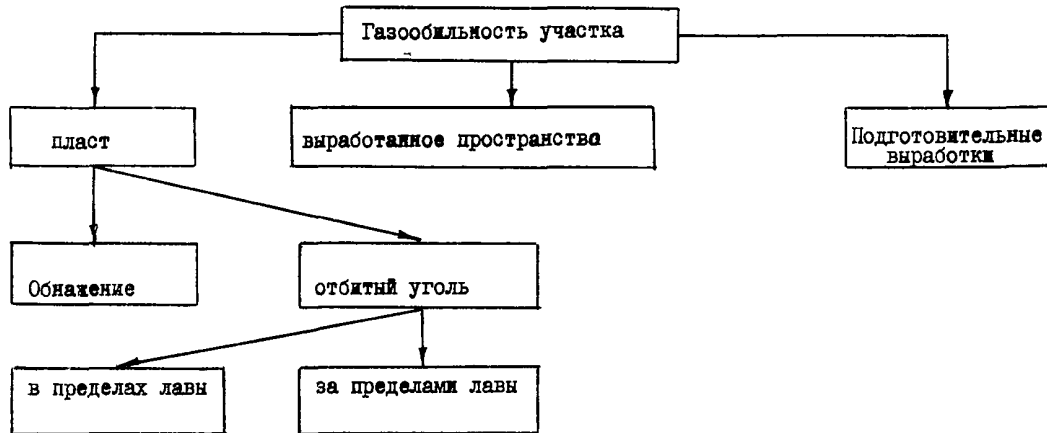 Газообильность участка
пласт
выработанное пространство
Подготовительные
выработки
Обнажение
отбитый уголь
в пределах лавы
за пределами лавы